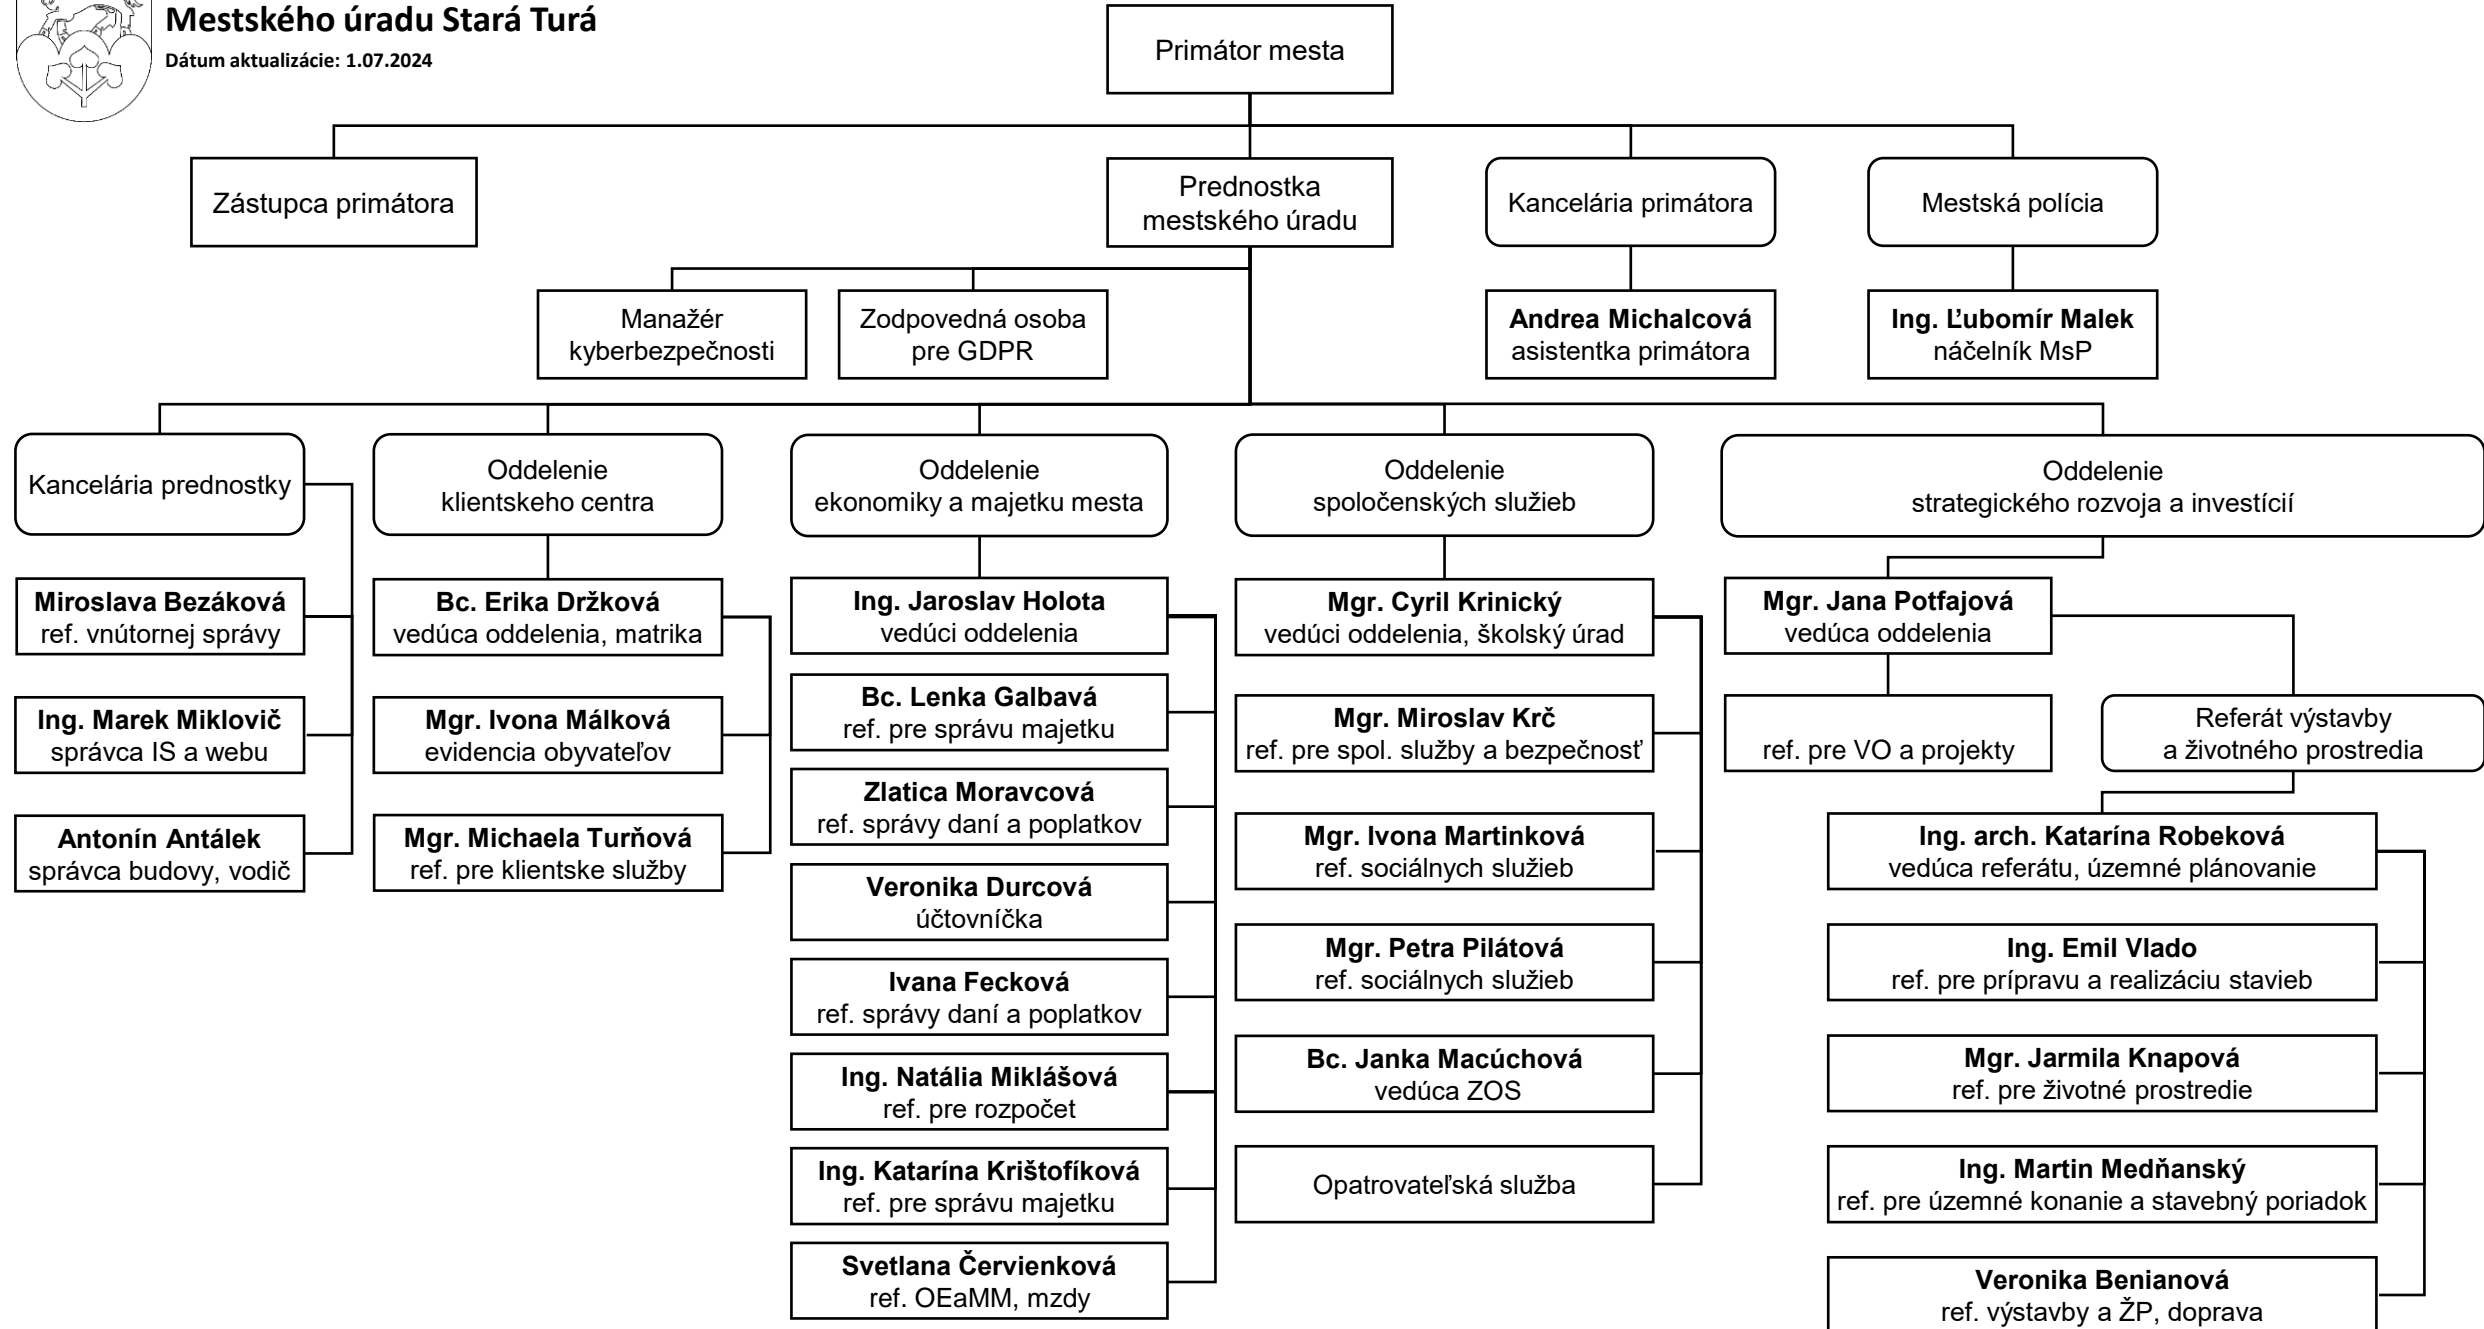 Mestského úradu Stará Turá
Dátum aktualizácie: 1.07.2024
Primátor mesta
Zástupca primátora
Prednostka
mestského úradu
Kancelária primátora
Mestská polícia
Manažér
kyberbezpečnosti
Zodpovedná osoba
pre GDPR
Andrea Michalcová
asistentka primátora
Ing. Ľubomír Malek
náčelník MsP
Kancelária prednostky
Miroslava Bezáková
ref. vnútornej správy
Ing. Marek Miklovič
správca IS a webu
Antonín Antálek
správca budovy, vodič
Oddelenie
klientskeho centra
Bc. Erika Držková
vedúca oddelenia, matrika
Mgr. Ivona Málková
evidencia obyvateľov
Mgr. Michaela Turňová
ref. pre klientske služby
Oddelenie
ekonomiky a majetku mesta
Ing. Jaroslav Holota
vedúci oddelenia
Bc. Lenka Galbavá
ref. pre správu majetku
Zlatica Moravcová
ref. správy daní a poplatkov
Veronika Durcová
účtovníčka
Ivana Fecková
ref. správy daní a poplatkov
Ing. Natália Miklášová
ref. pre rozpočet
Ing. Katarína Krištofíková
ref. pre správu majetku
Svetlana Červienková
ref. OEaMM, mzdy
Oddelenie
spoločenských služieb
Mgr. Cyril Krinický
vedúci oddelenia, školský úrad
Mgr. Miroslav Krč
ref. pre spol. služby a bezpečnosť
Mgr. Ivona Martinková
ref. sociálnych služieb
Mgr. Petra Pilátová
ref. sociálnych služieb
Bc. Janka Macúchová
vedúca ZOS
Opatrovateľská služba
Oddelenie
strategického rozvoja a investícií
Mgr. Jana Potfajová
vedúca oddelenia
ref. pre VO a projekty
Referát výstavby
a životného prostredia
Ing. arch. Katarína Robeková
vedúca referátu, územné plánovanie
Ing. Emil Vlado
ref. pre prípravu a realizáciu stavieb
Mgr. Jarmila Knapová
ref. pre životné prostredie
Ing. Martin Medňanský
ref. pre územné konanie a stavebný poriadok
Veronika Benianová
ref. výstavby a ŽP, doprava